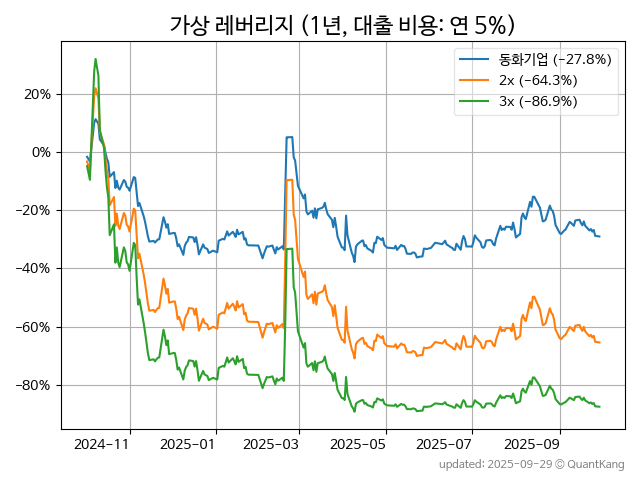 가상 레버리지 (1년, 대출 비용: 연 5%)
동화기업 (-27.8%)
2x (-64.3%)
3x (-86.9%)
20%
0%
-20%
-40%
-60%
-80%
2024-11
2025-01
2025-03
2025-05
2025-07
2025-09
updated: 2025-09-29 © QuantKang